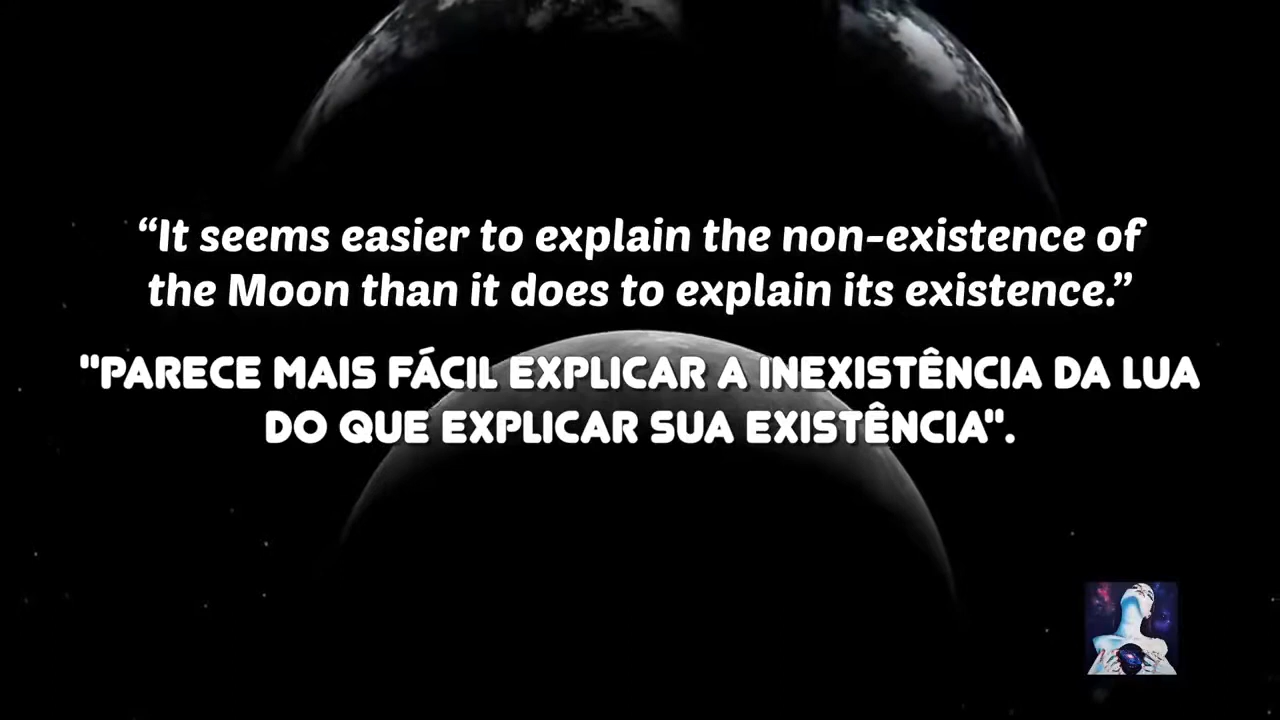 “It seems easier to explain the non-existence of
the Moon than it does to explain its existence.”
"PARECE MAIS FÁCIL EXPLICAR A INEXISTÊNCIA DA LUA
DO QUE EXPLICAR SUA EXISTÊNCIA".